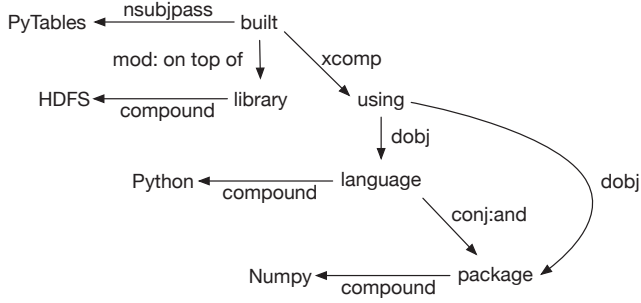 nsubjpass
PyTables built
mod: on top of xcomp
HDFS library using
compound
dobj
Python language dobj
compound
conj:and
Numpy package
compound